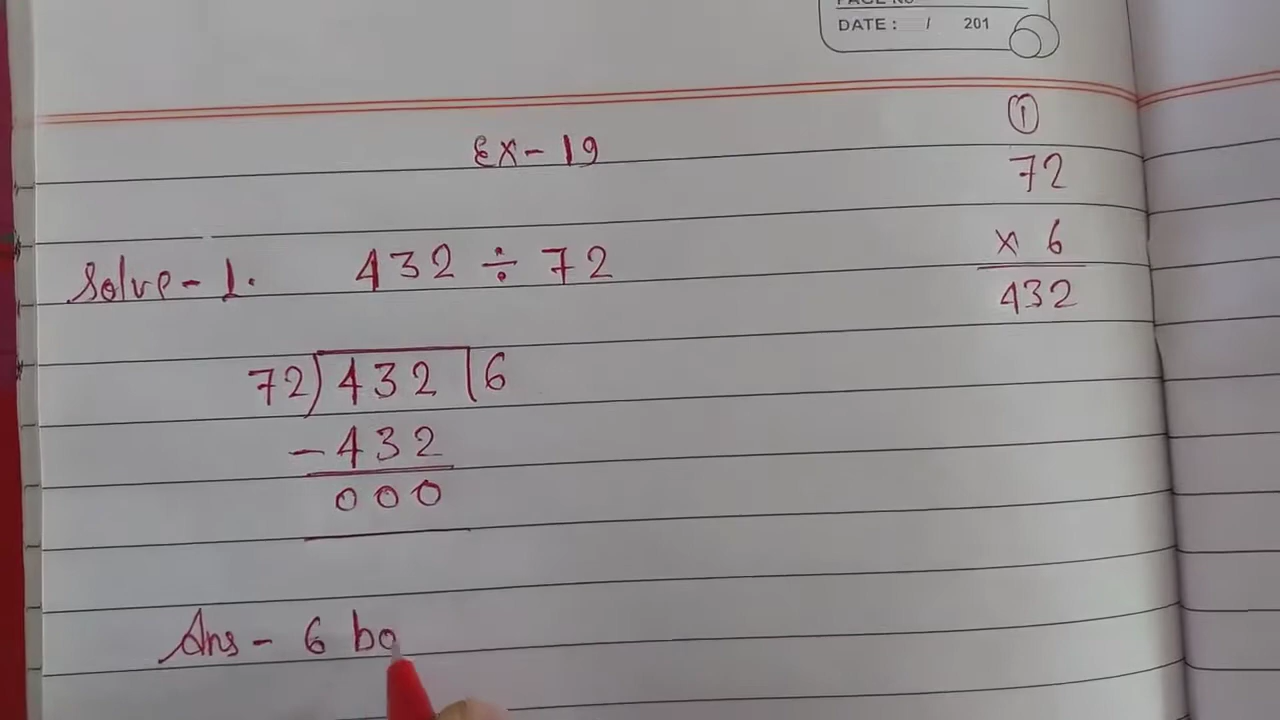 DATE : / 201
Ex - 19
1
72
× 6
432
Solve - 1. 432 ÷ 72
72) 432 (6
- 432
000
Ans - 6